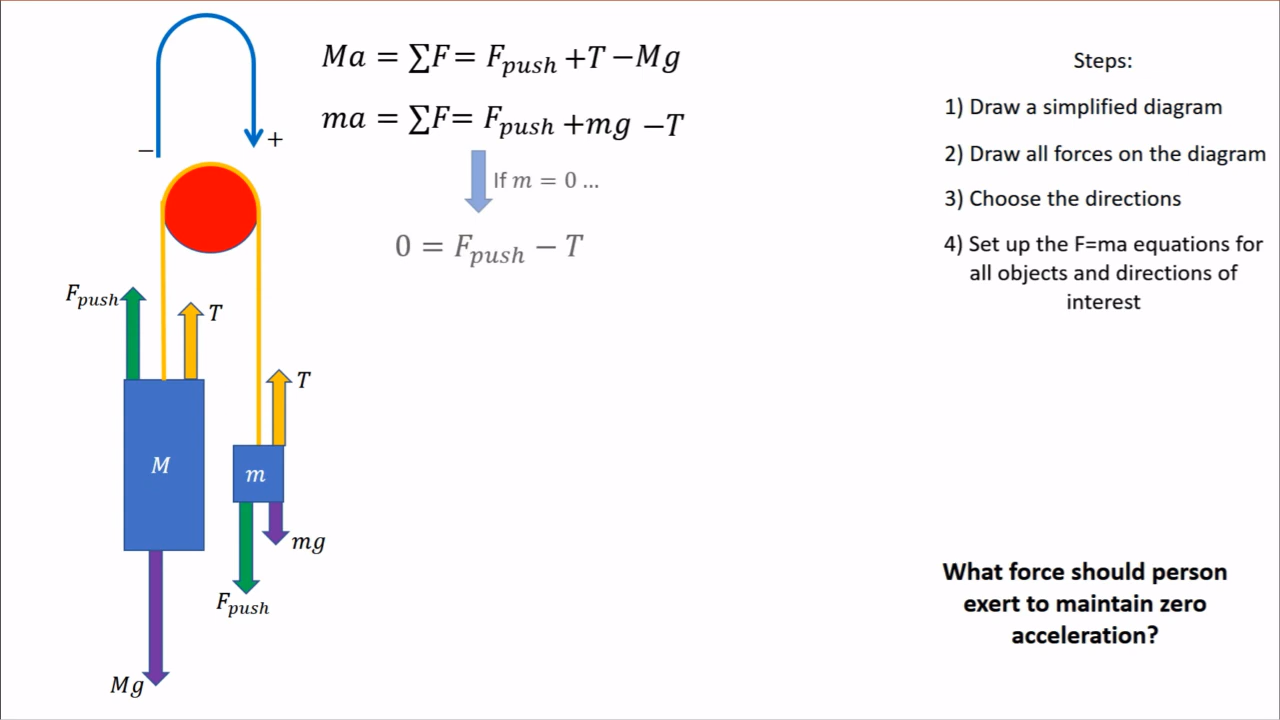 Ma = ∑F= F_push +T −Mg
ma = ∑F= F_push +mg −T
If m = 0 ...
0 = F_push − T
−
+
F_push
T
T
M
m
mg
F_push
Mg
Steps:
1) Draw a simplified diagram
2) Draw all forces on the diagram
3) Choose the directions
4) Set up the F=ma equations for
all objects and directions of
interest
What force should person
exert to maintain zero
acceleration?